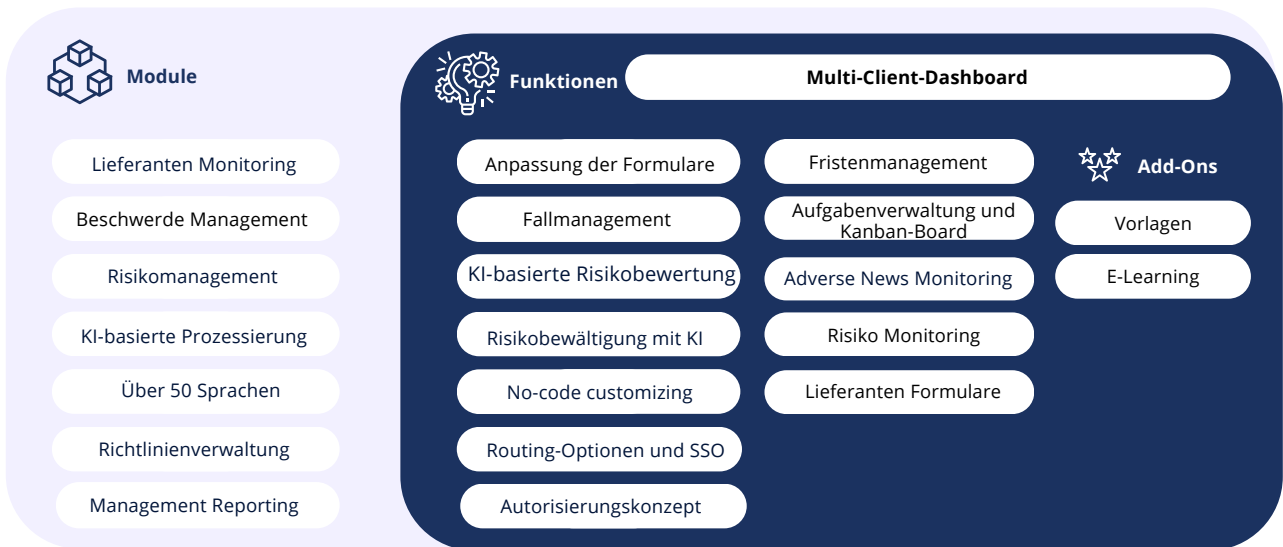 Module
Lieferanten Monitoring
Beschwerde Management
Risikomanagement
KI-basierte Prozessierung
Über 50 Sprachen
Richtlinienverwaltung
Management Reporting
Funktionen
Multi-Client-Dashboard
Anpassung der Formulare
Fallmanagement
KI-basierte Risikobewertung
Risikobewältigung mit KI
No-code customizing
Routing-Optionen und SSO
Autorisierungskonzept
Fristenmanagement
Aufgabenverwaltung und
Kanban-Board
Adverse News Monitoring
Risiko Monitoring
Lieferanten Formulare
Add-Ons
Vorlagen
E-Learning